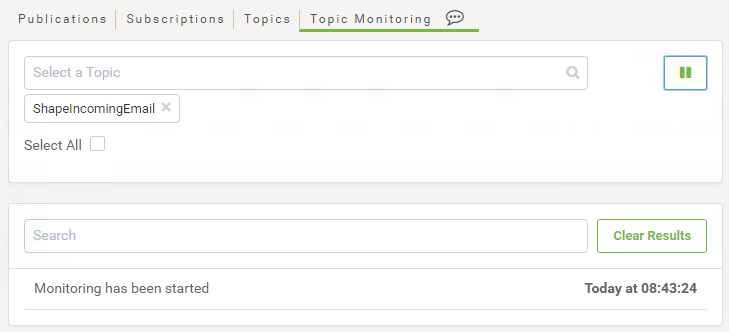 Publications Subscriptions Topics Topic Monitoring
Select a Topic
ShapeIncomingEmail
Select All
Search Clear Results
Monitoring has been started Today at 08:43:24